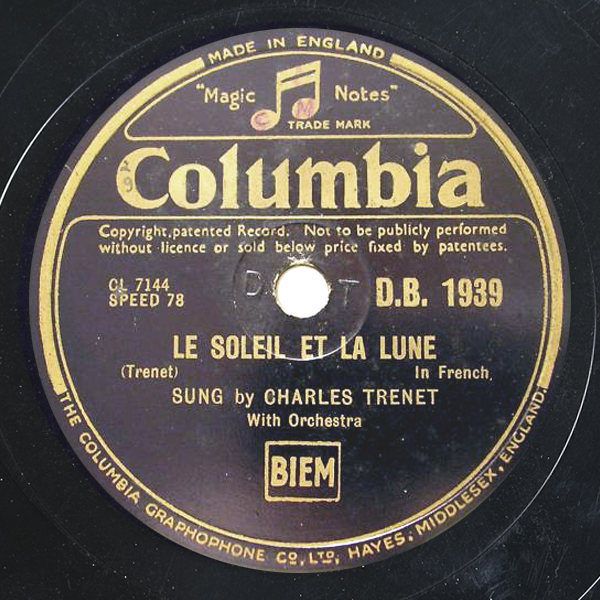 MADE IN ENGLAND
"Magic Notes"
TRADE MARK
Columbia
Copyright, patented Record. Not to be publicly performed
without licence or sold below price fixed by patentees.
CL 7144
SPEED 78
D.B. 1939
LE SOLEIL ET LA LUNE
(Trenet) In French.
SUNG by CHARLES TRENET
With Orchestra
BIEM
THE COLUMBIA GRAPHOPHONE CO, LTD, HAYES, MIDDLESEX, ENGLAND.